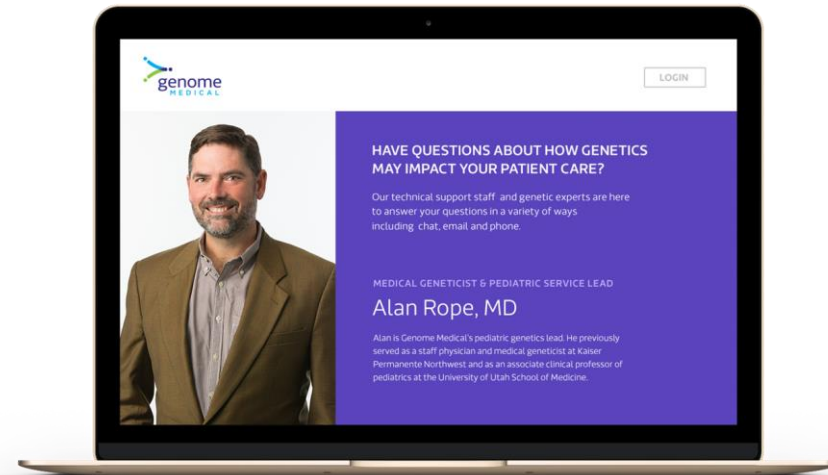 genome
MEDICAL
LOGIN
HAVE QUESTIONS ABOUT HOW GENETICS
MAY IMPACT YOUR PATIENT CARE?
Our technical support staff and genetic experts are here
to answer your questions in a variety of ways
including chat, email and phone.
MEDICAL GENETICIST & PEDIATRIC SERVICE LEAD
Alan Rope, MD
Alan is Genome Medical's pediatric genetics lead. He previously
served as a staff physician and medical geneticist at Kaiser
Permanente Northwest and as an associate clinical professor of
pediatrics at the University of Utah School of Medicine.